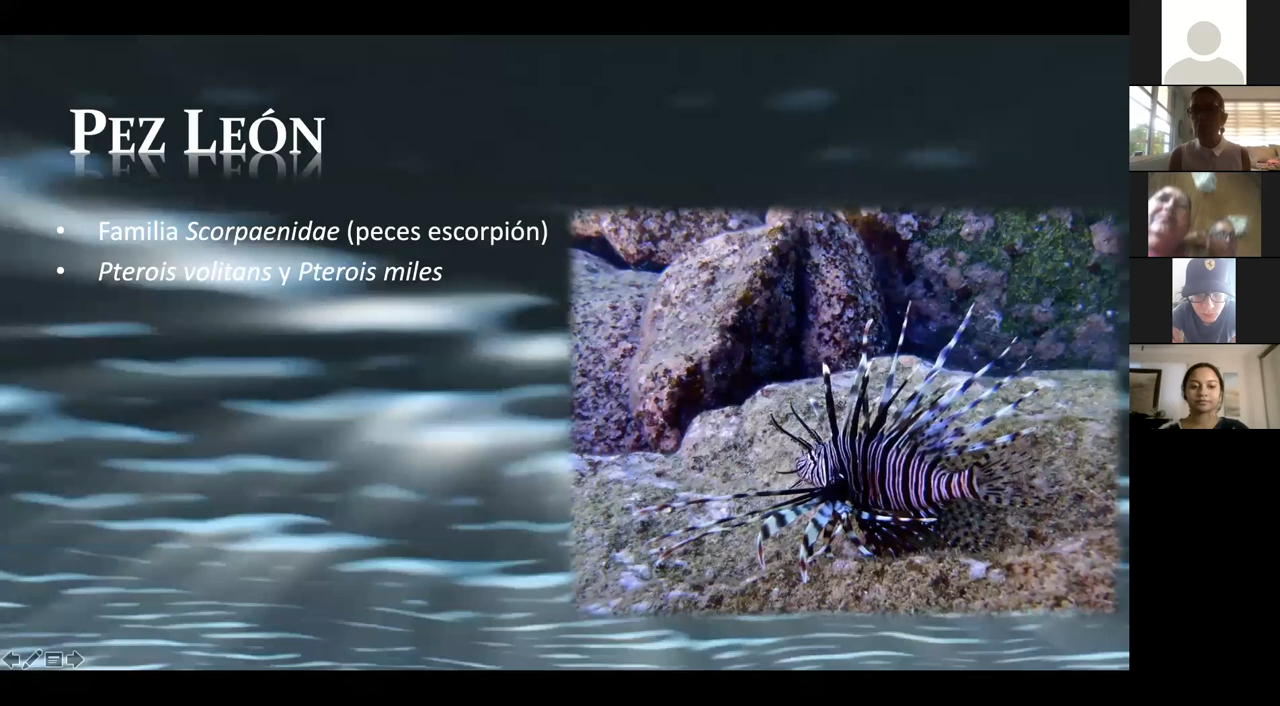 Pez León
• Familia Scorpaenidae (peces escorpión)
• Pterois volitans y Pterois miles